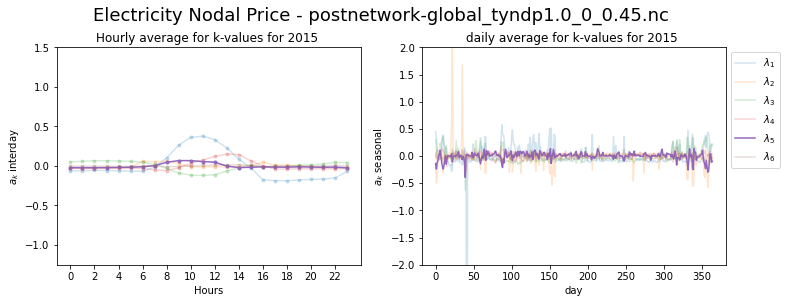 Electricity Nodal Price - postnetwork-global_tyndp1.0_0_0.45.nc
Hourly average for k-values for 2015
daily average for k-values for 2015
1.5
1.0
0.5
0.0
−0.5
−1.0
a_k interday
0 2 4 6 8 10 12 14 16 18 20 22
Hours
2.0
1.5
1.0
0.5
0.0
−0.5
−1.0
−1.5
−2.0
a_k seasonal
0 50 100 150 200 250 300 350
day
λ₁
λ₂
λ₃
λ₄
λ₅
λ₆